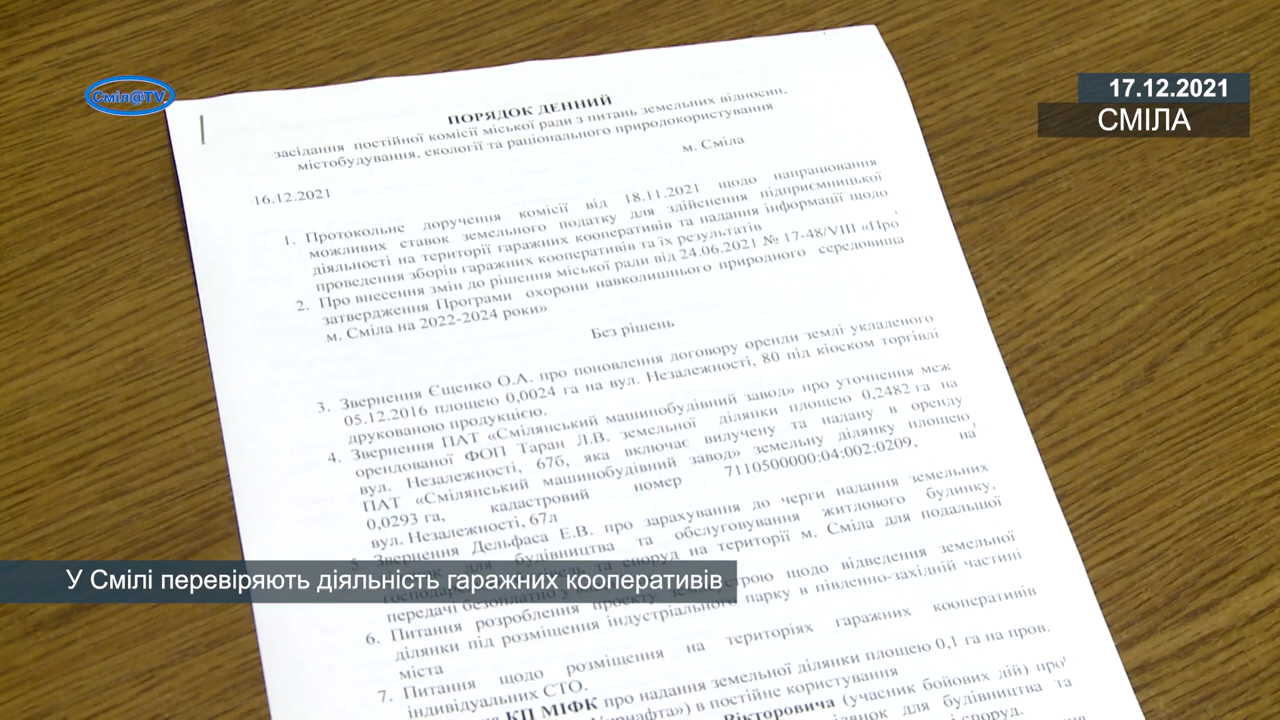 Сміл@TV
17.12.2021
СМІЛА
ПОРЯДОК ДЕННИЙ
засідання постійної комісії міської ради з питань земельних відносин,
містобудування, екології та раціонального природокористування
16.12.2021
м. Сміла
1. Протокольне доручення комісії від 18.11.2021 щодо напрацювання
можливих ставок земельного податку для здійснення підприємницької
діяльності на території гаражних кооперативів та надання інформації щодо
проведення зборів гаражних кооперативів та їх результатів
2. Про внесення змін до рішення міської ради від 24.06.2021 № 17-48/VIII «Про
затвердження Програми охорони навколишнього природного середовища
м. Сміла на 2022-2024 роки»
Без рішень
3. Звернення Єщенко О.А. про поновлення договору оренди землі укладеного
05.12.2016 площею 0,0024 га на вул. Незалежності, 80 під кіоском торгівлі
друкованою продукцією.
4. Звернення ПАТ «Смілянський машинобудівний завод» про уточнення меж
орендованої ФОП Таран Л.В. земельної ділянки площею 0,2482 га на
вул. Незалежності, 67б, яка включає вилучену та надану в оренду
ПАТ «Смілянський машинобудівний завод» земельну ділянку площею
0,0293 га, кадастровий номер 7110500000:04:002:0209, на
вул. Незалежності, 67л
5. Звернення Дельфаса Е.В. про зарахування до черги надання земельних
для будівництва та обслуговування житлового будинку,
та споруд на території м. Сміла для подальшої
передачі безоплатно у
6. Питання розроблення проекту землеустрою щодо відведення земельної
ділянки під розміщення індустріального парку в південно-західній частині
міста
7. Питання щодо розміщення на територіях гаражних кооперативів
індивідуальних СТО.
КП МІФК про надання земельної ділянки площею 0,1 га на пров.
в постійне користування
Вікторовича (учасник бойових дій) про
для будівництва та
споруд.
У Смілі перевіряють діяльність гаражних кооперативів